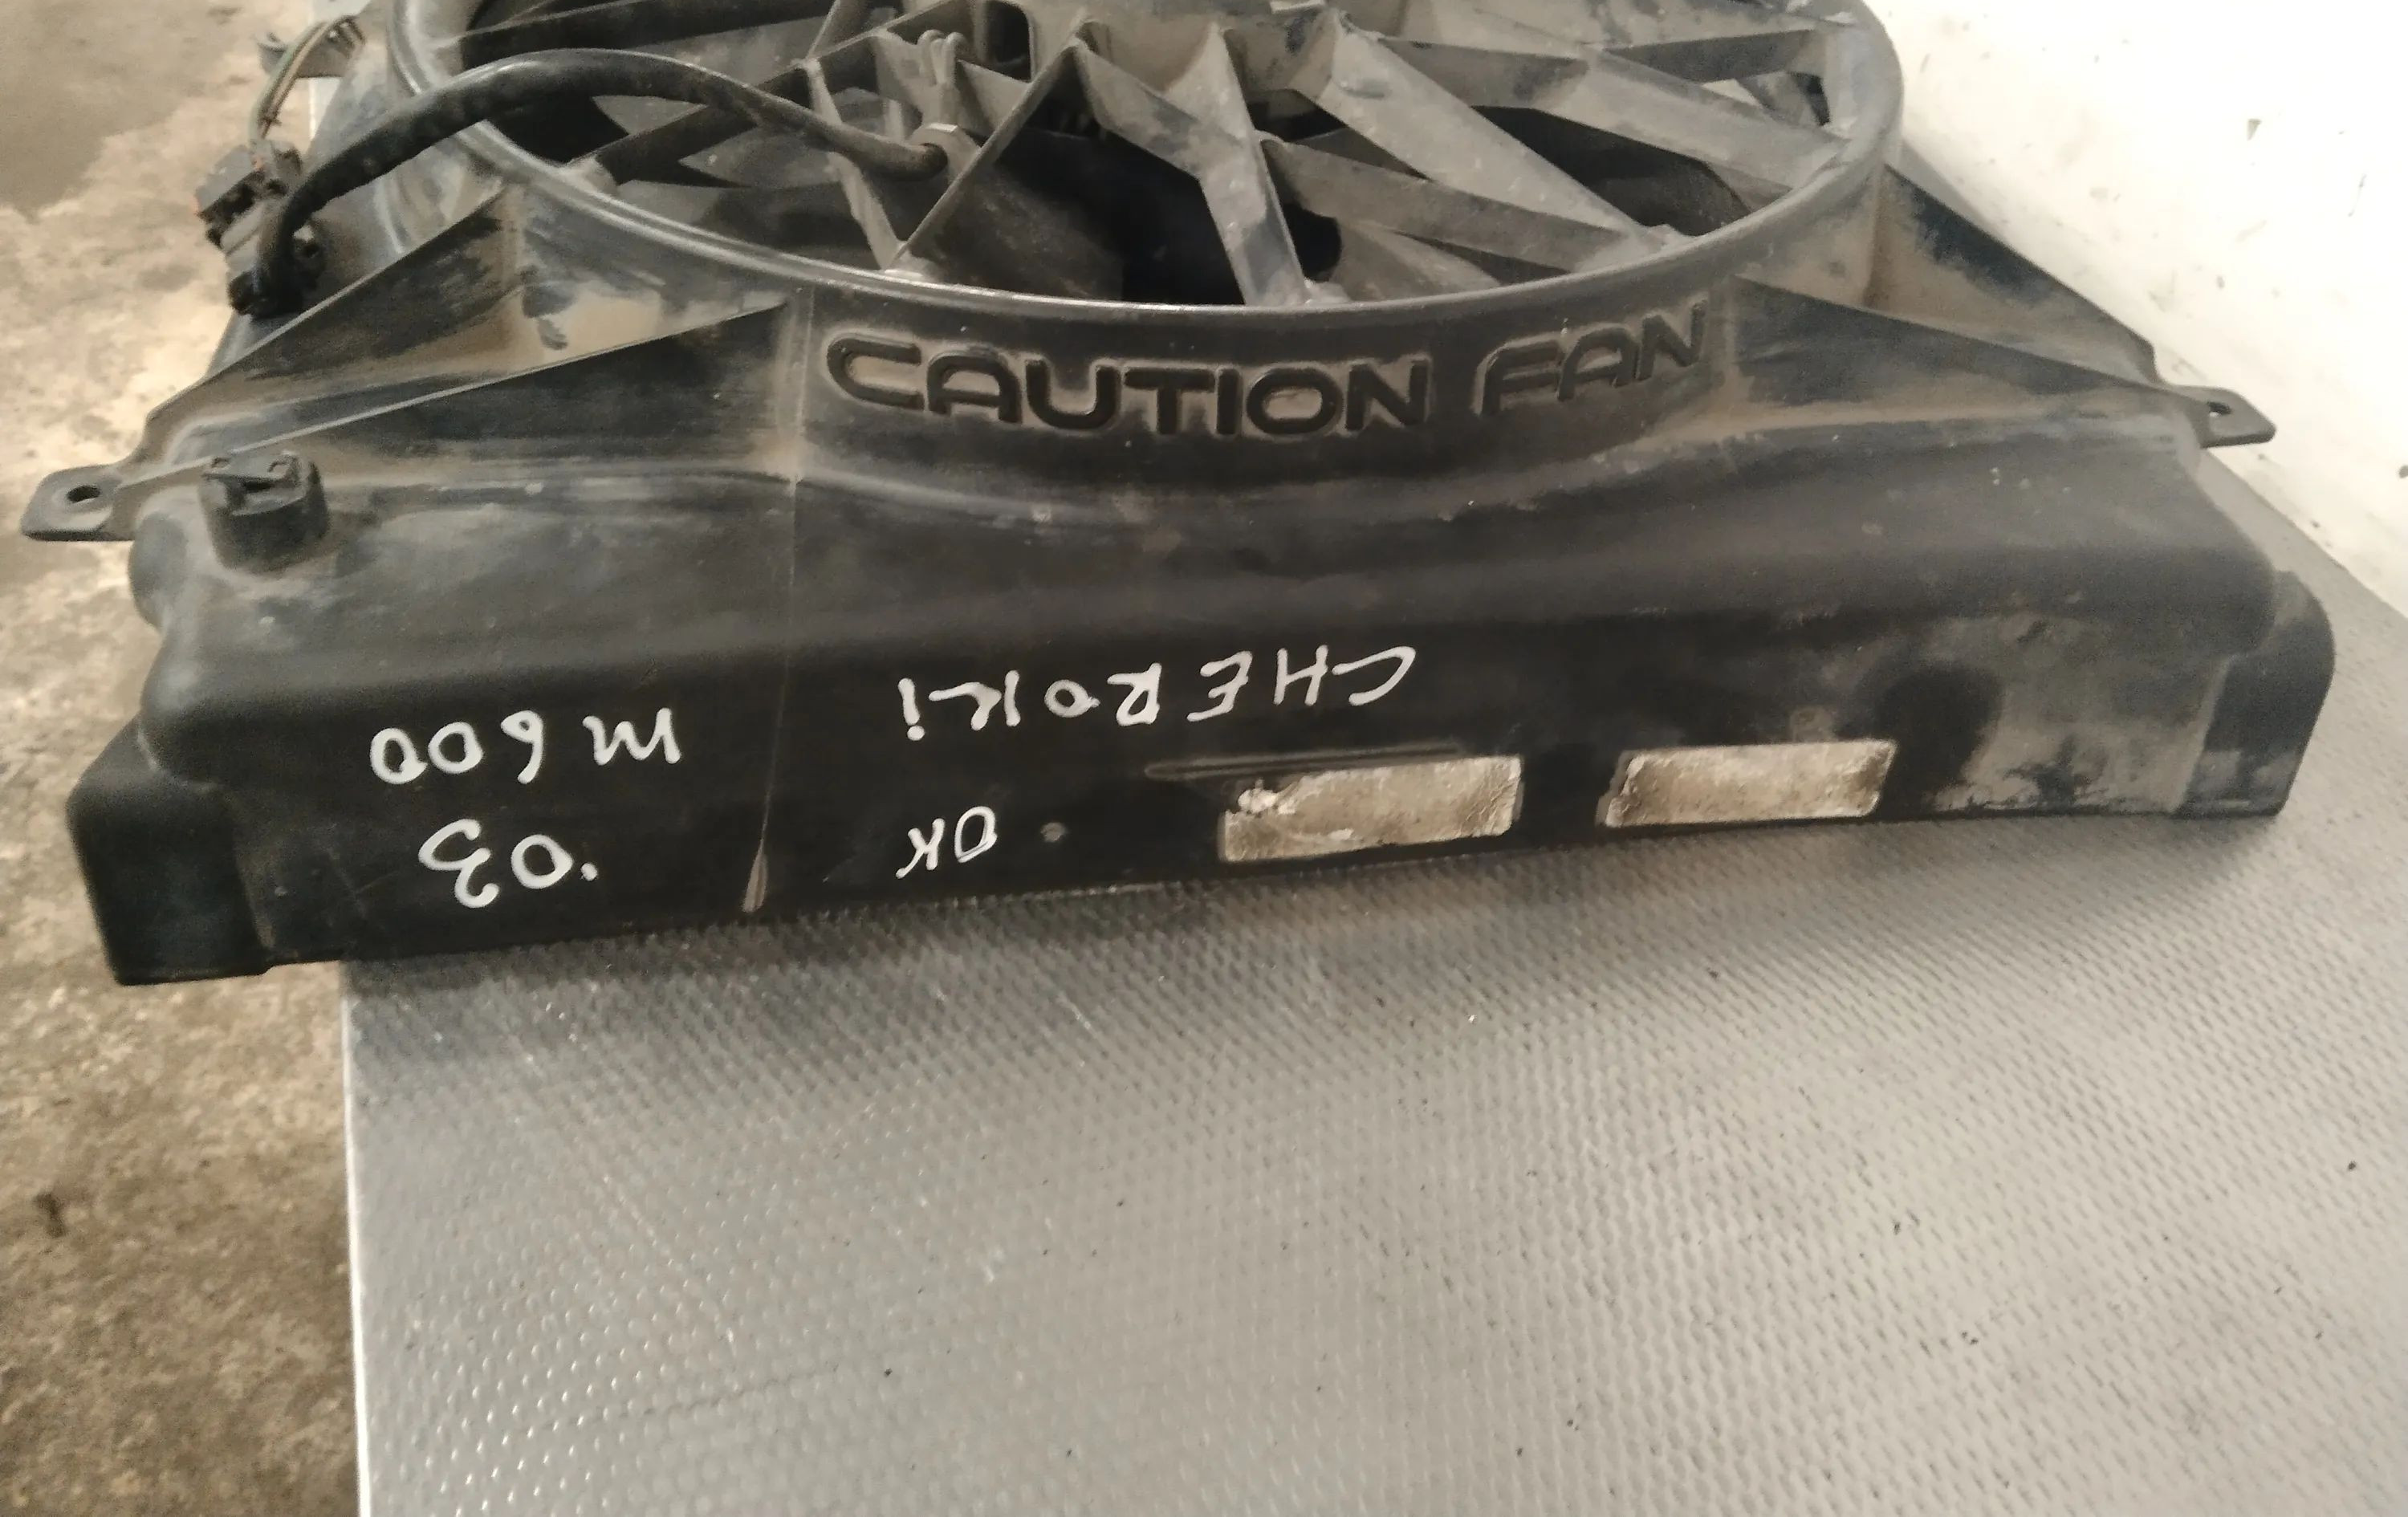 CAUTION FAN
OK '03
CHEROKi M600